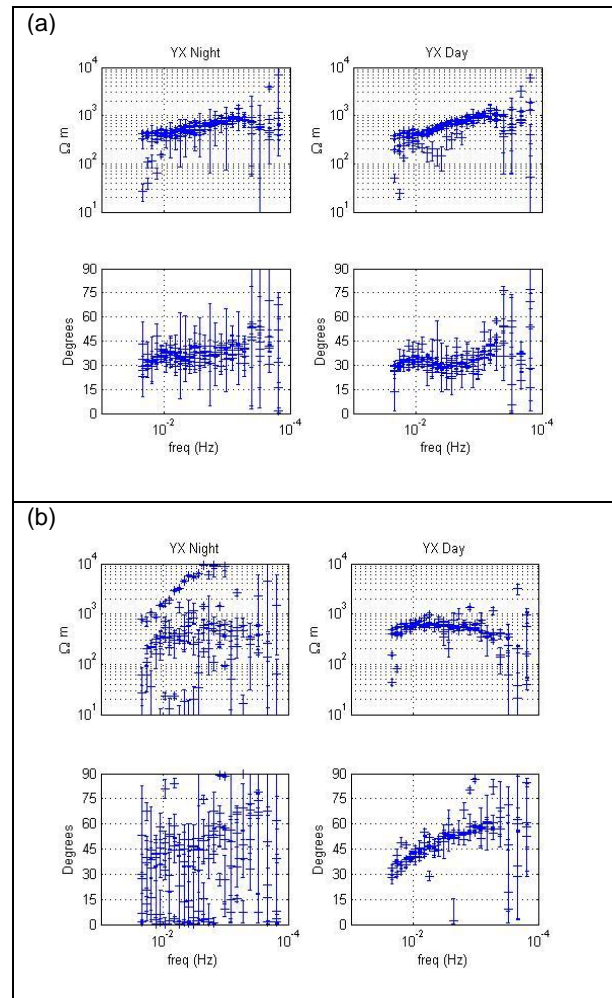 (a)
YX Night
YX Day
10^4
10^3
10^2
10^1
Ω m
10^4
10^3
10^2
10^1
Ω m
90
75
60
45
30
15
0
Degrees
90
75
60
45
30
15
0
Degrees
10^-2
10^-4
freq (Hz)
10^-2
10^-4
freq (Hz)
(b)
YX Night
YX Day
10^4
10^3
10^2
10^1
Ω m
10^4
10^3
10^2
10^1
Ω m
90
75
60
45
30
15
0
Degrees
90
75
60
45
30
15
0
Degrees
10^-2
10^-4
freq (Hz)
10^-2
10^-4
freq (Hz)